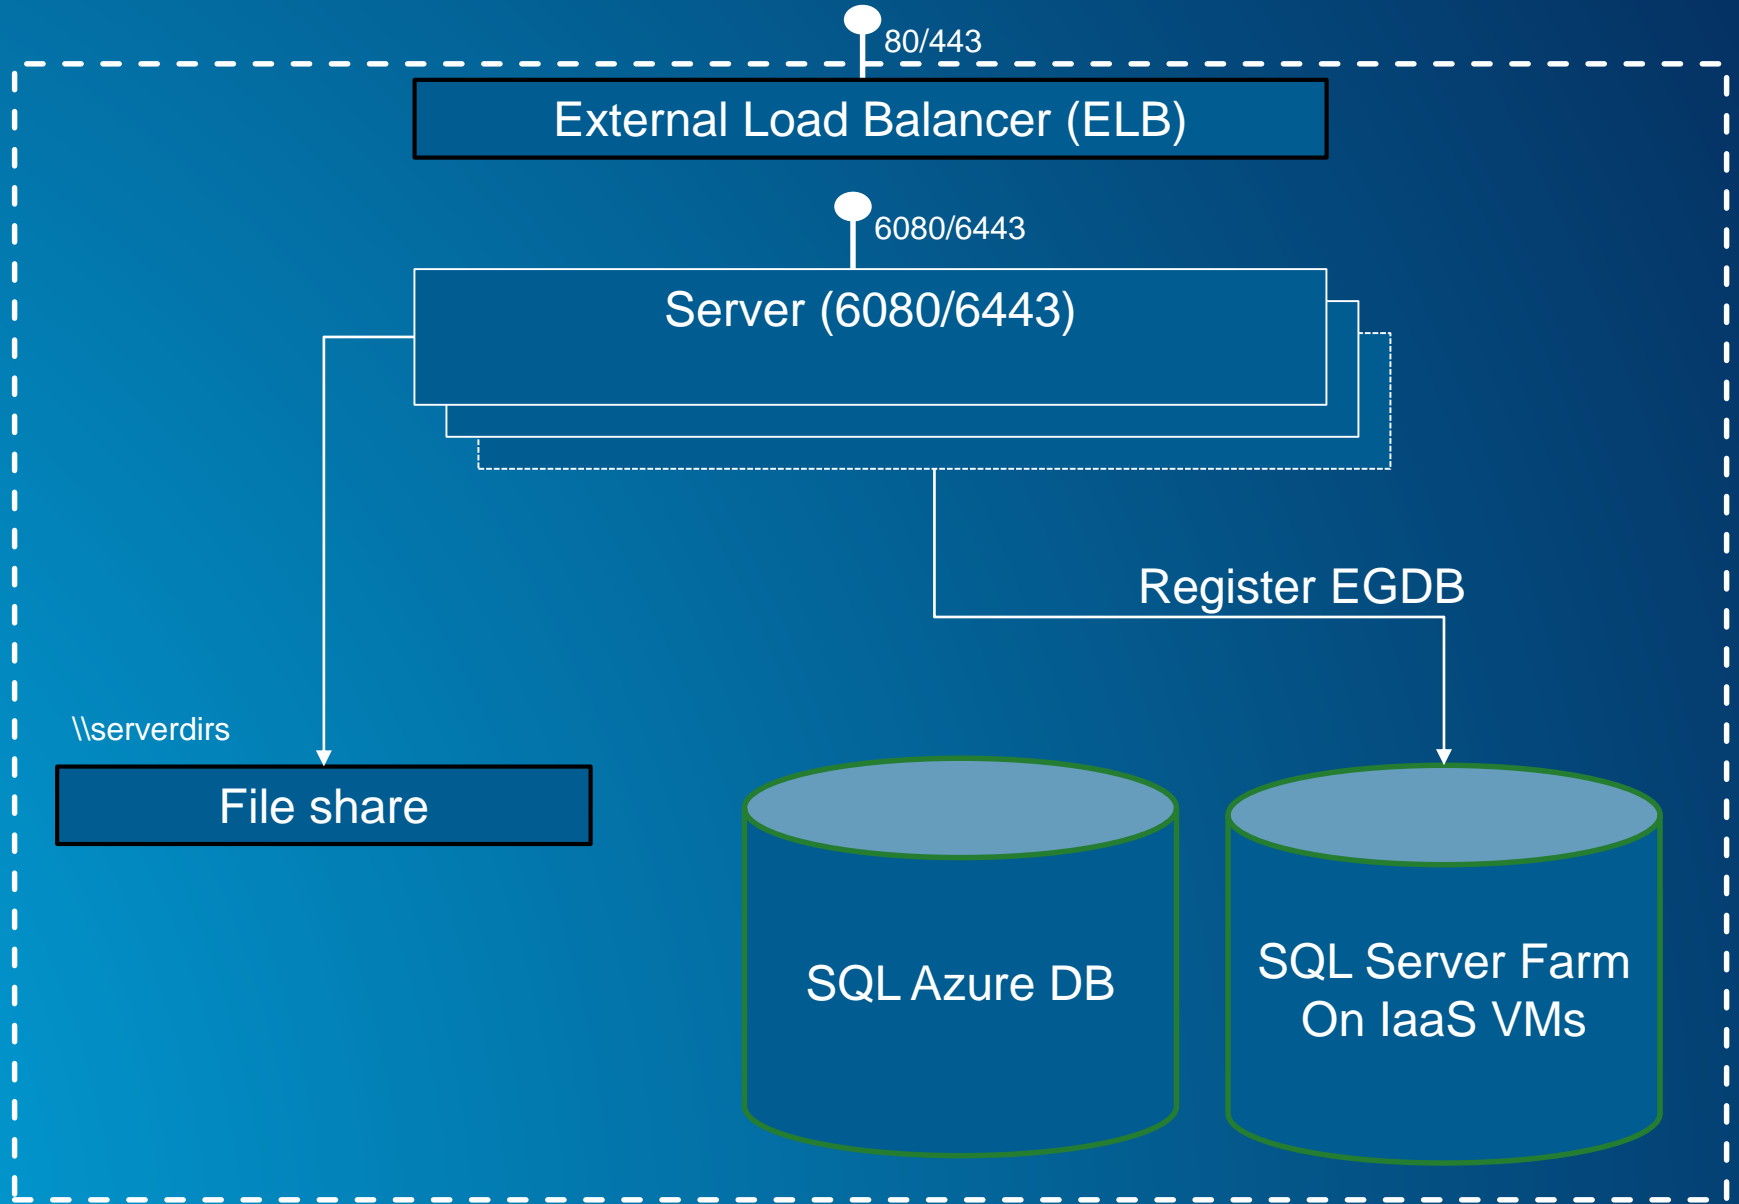 80/443
External Load Balancer (ELB)
6080/6443
Server (6080/6443)
Register EGDB
\\serverdirs
File share
SQL Azure DB
SQL Server Farm
On IaaS VMs